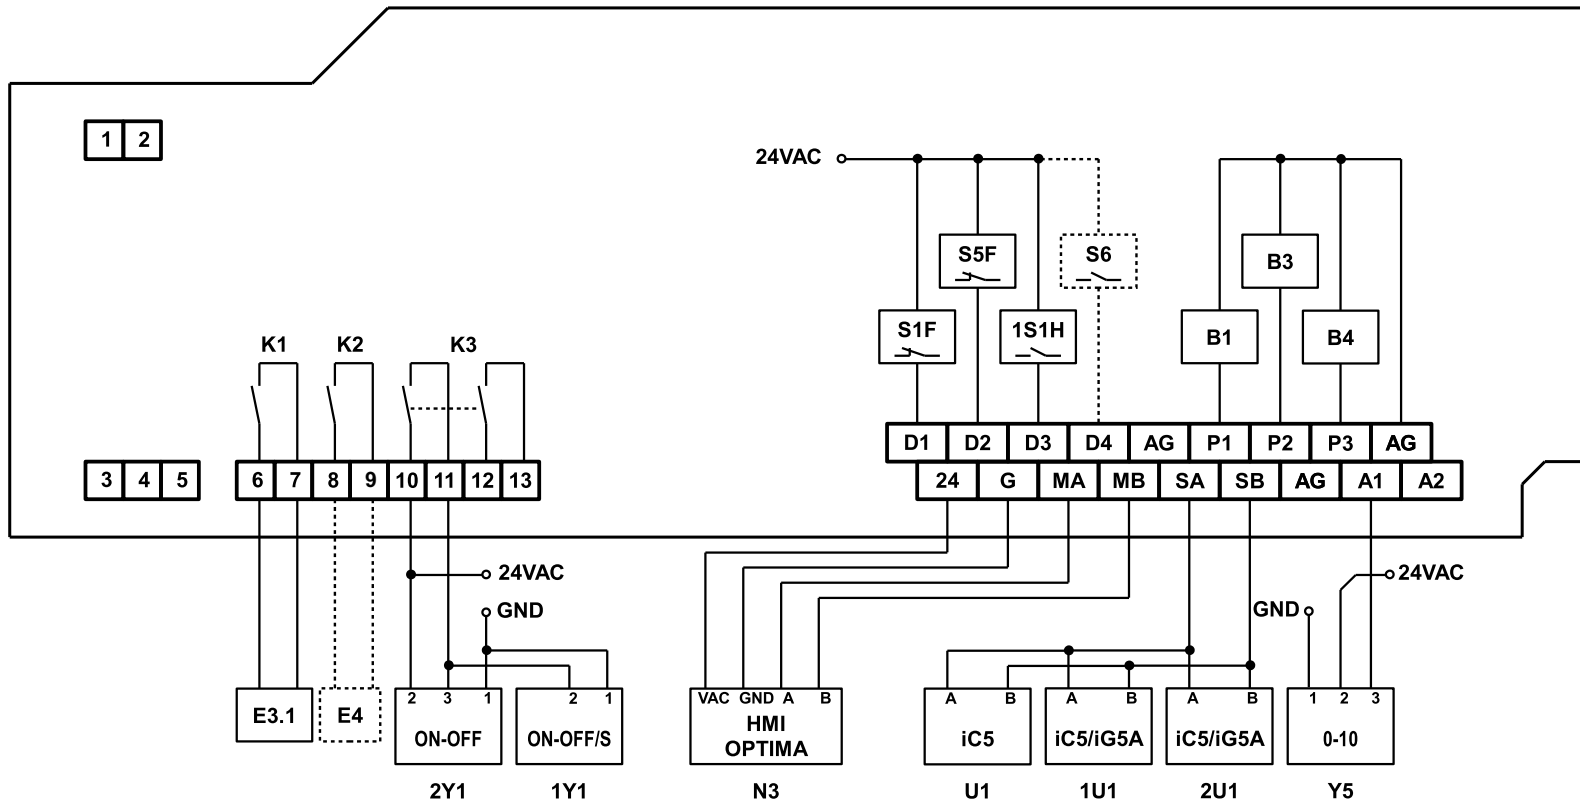 1 2
24VAC
S5F S6
B3
S1F 1S1H
B1 B4
K1 K2 K3
D1 D2 D3 D4 AG P1 P2 P3 AG
3 4 5 6 7 8 9 10 11 12 13
24 G MA MB SA SB AG A1 A2
24VAC
24VAC
GND
GND
2 3 1
2 1
VAC GND A B
A B
A B
A B
1 2 3
E3.1
E4
ON-OFF
ON-OFF/S
HMI
OPTIMA
iC5
iC5/iG5A
iC5/iG5A
0-10
2Y1 1Y1 N3 U1 1U1 2U1 Y5